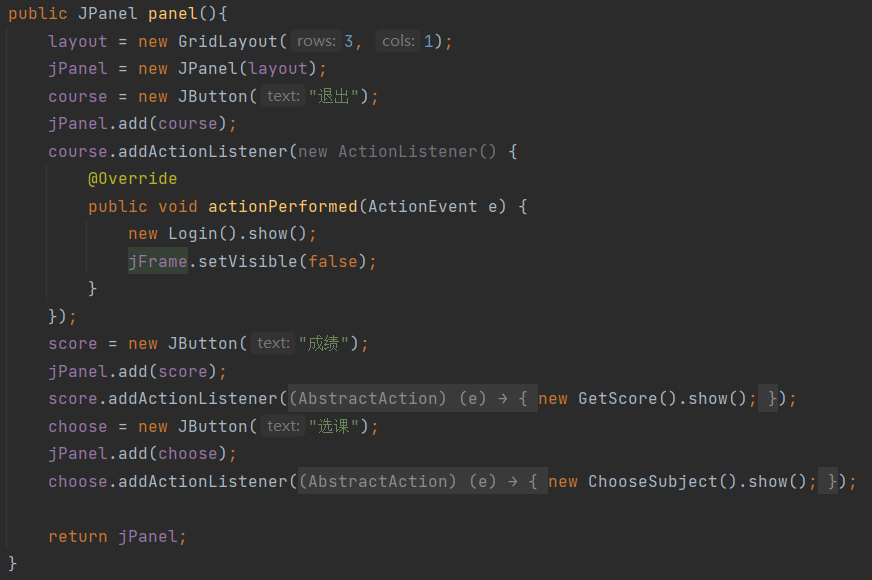 public JPanel panel(){
layout = new GridLayout( rows: 3, cols: 1);
jPanel = new JPanel(layout);
course = new JButton( text: "退出");
jPanel.add(course);
course.addActionListener(new ActionListener() {
@Override
public void actionPerformed(ActionEvent e) {
new Login().show();
jFrame.setVisible(false);
}
});
score = new JButton( text: "成绩");
jPanel.add(score);
score.addActionListener((AbstractAction) (e) → { new GetScore().show(); });
choose = new JButton( text: "选课");
jPanel.add(choose);
choose.addActionListener((AbstractAction) (e) → { new ChooseSubject().show(); });
return jPanel;
}